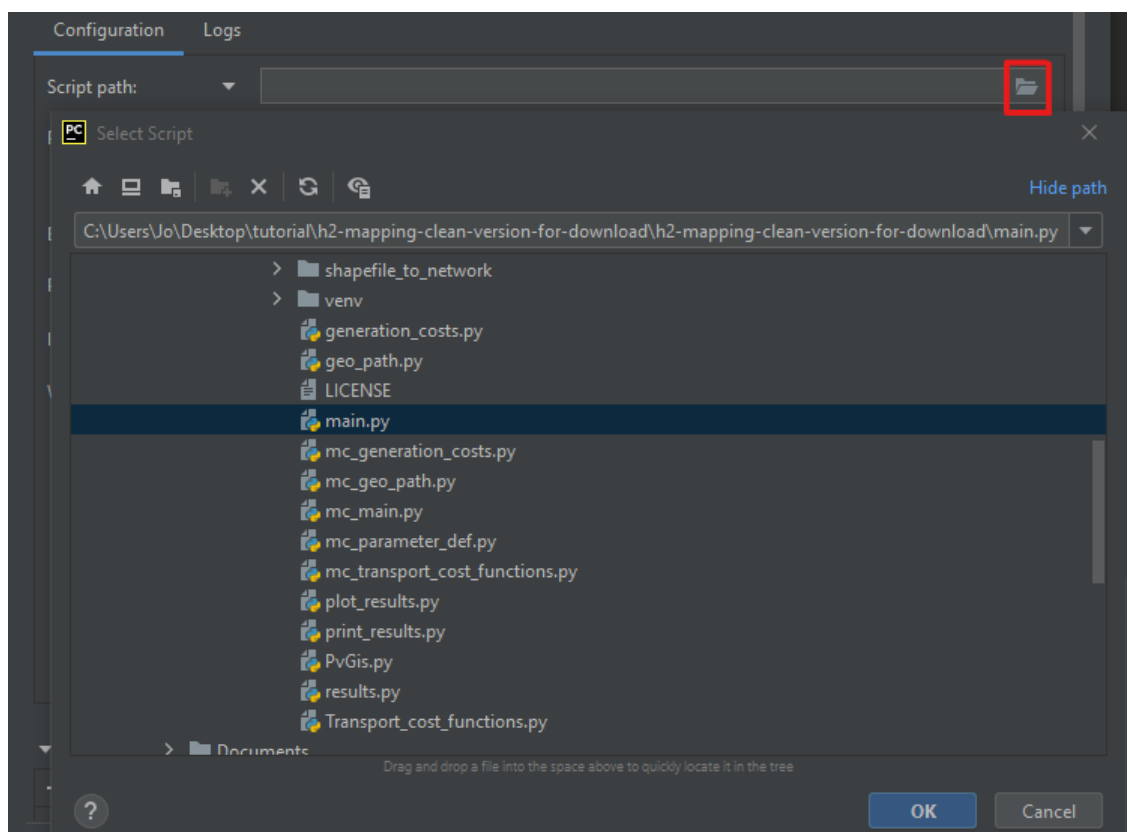 Configuration Logs
Script path:
PC Select Script
Hide path
C:\Users\Jo\Desktop\tutorial\h2-mapping-clean-version-for-download\h2-mapping-clean-version-for-download\main.py
shapefile_to_network
venv
generation_costs.py
geo_path.py
LICENSE
main.py
mc_generation_costs.py
mc_geo_path.py
mc_main.py
mc_parameter_def.py
mc_transport_cost_functions.py
plot_results.py
print_results.py
PvGis.py
results.py
Transport_cost_functions.py
Documents
Drag and drop a file into the space above to quickly locate it in the tree
? OK Cancel